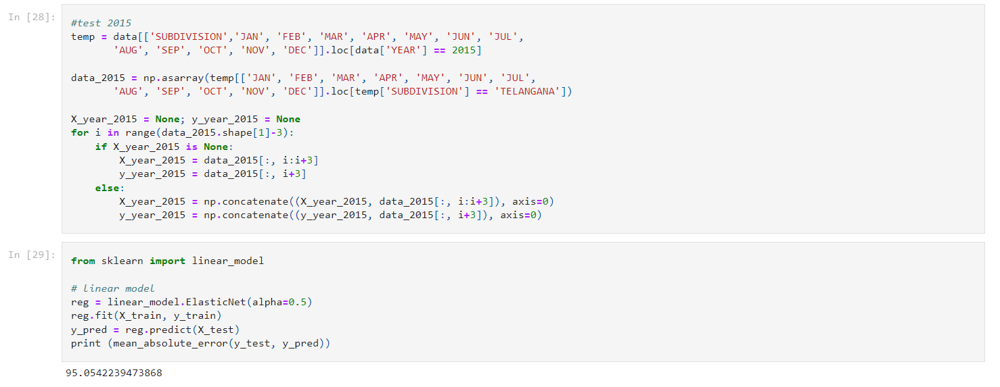 In [28]:
#test 2015
temp = data[['SUBDIVISION','JAN', 'FEB', 'MAR', 'APR', 'MAY', 'JUN', 'JUL',
       'AUG', 'SEP', 'OCT', 'NOV', 'DEC']].loc[data['YEAR'] == 2015]
data_2015 = np.asarray(temp[['JAN', 'FEB', 'MAR', 'APR', 'MAY', 'JUN', 'JUL',
       'AUG', 'SEP', 'OCT', 'NOV', 'DEC']].loc[temp['SUBDIVISION'] == 'TELANGANA'])
X_year_2015 = None; y_year_2015 = None
for i in range(data_2015.shape[1]-3):
    if X_year_2015 is None:
        X_year_2015 = data_2015[:, i:i+3]
        y_year_2015 = data_2015[:, i+3]
    else:
        X_year_2015 = np.concatenate((X_year_2015, data_2015[:, i:i+3]), axis=0)
        y_year_2015 = np.concatenate((y_year_2015, data_2015[:, i+3]), axis=0)
In [29]:
from sklearn import linear_model
# linear model
reg = linear_model.ElasticNet(alpha=0.5)
reg.fit(X_train, y_train)
y_pred = reg.predict(X_test)
print (mean_absolute_error(y_test, y_pred))
95.0542239473868